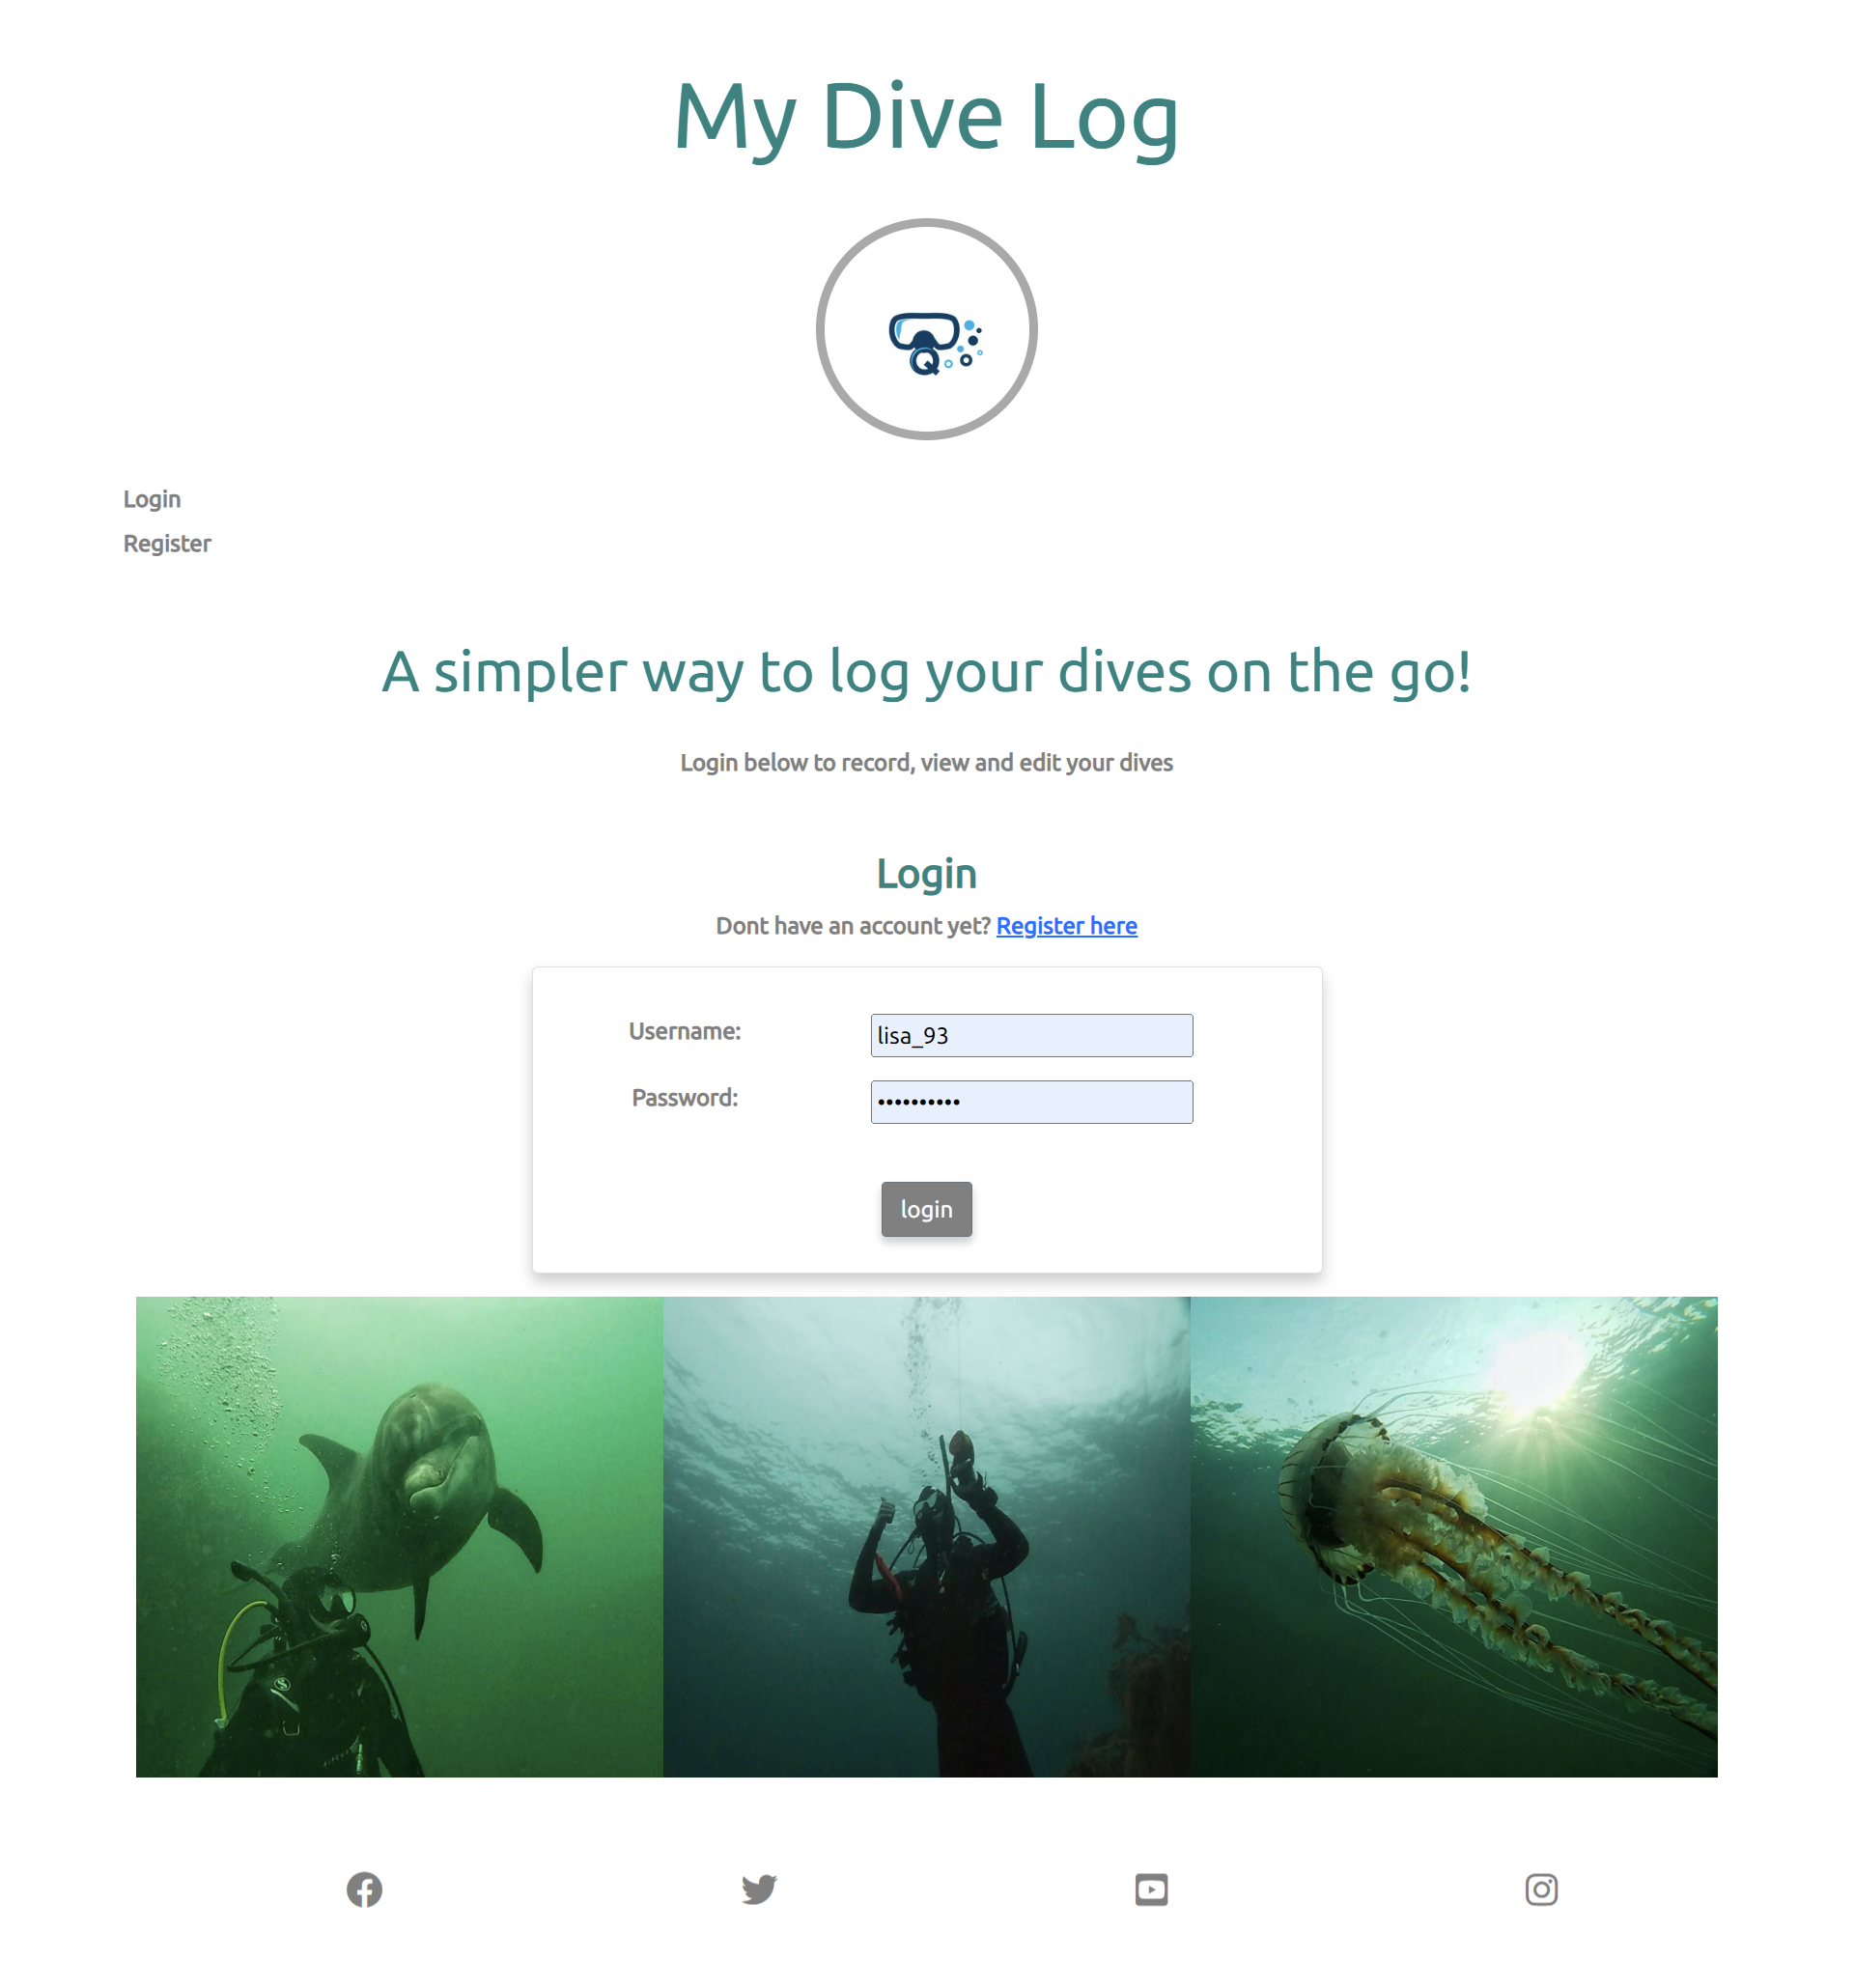 My Dive Log
Q
Login
Register
A simpler way to log your dives on the go!
Login below to record, view and edit your dives
Login
Dont have an account yet? Register here
Username: lisa_93
Password: ••••••••••
login